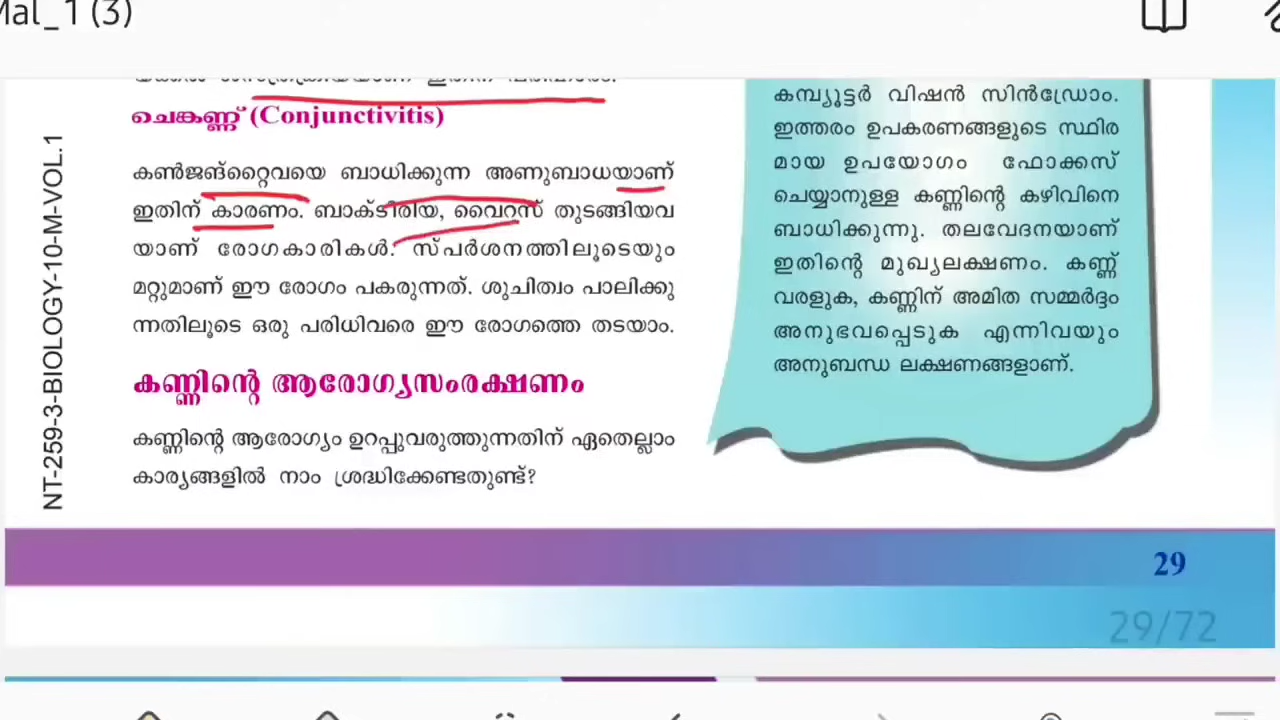 Mal_1 (3)
ചെങ്കണ്ണ് (Conjunctivitis)
കൺജങ്റ്റൈവയെ ബാധിക്കുന്ന അണുബാധയാണ്
ഇതിന് കാരണം. ബാക്ടീരിയ, വൈറസ് തുടങ്ങിയവ
യാണ് രോഗകാരികൾ. സ്പർശനത്തിലൂടെയും
മറ്റുമാണ് ഈ രോഗം പകരുന്നത്. ശുചിത്വം പാലിക്കു
ന്നതിലൂടെ ഒരു പരിധിവരെ ഈ രോഗത്തെ തടയാം.
കണ്ണിന്റെ ആരോഗ്യസംരക്ഷണം
കണ്ണിന്റെ ആരോഗ്യം ഉറപ്പുവരുത്തുന്നതിന് ഏതെല്ലാം
കാര്യങ്ങളിൽ നാം ശ്രദ്ധിക്കേണ്ടതുണ്ട്?
കമ്പ്യൂട്ടർ വിഷൻ സിൻഡ്രോം.
ഇത്തരം ഉപകരണങ്ങളുടെ സ്ഥിര
മായ ഉപയോഗം ഫോക്കസ്
ചെയ്യാനുള്ള കണ്ണിന്റെ കഴിവിനെ
ബാധിക്കുന്നു. തലവേദനയാണ്
ഇതിന്റെ മുഖ്യലക്ഷണം. കണ്ണ്
വരളുക, കണ്ണിന് അമിത സമ്മർദ്ദം
അനുഭവപ്പെടുക എന്നിവയും
അനുബന്ധ ലക്ഷണങ്ങളാണ്.
NT-259-3-BIOLOGY-10-M-VOL.1
29
29/72